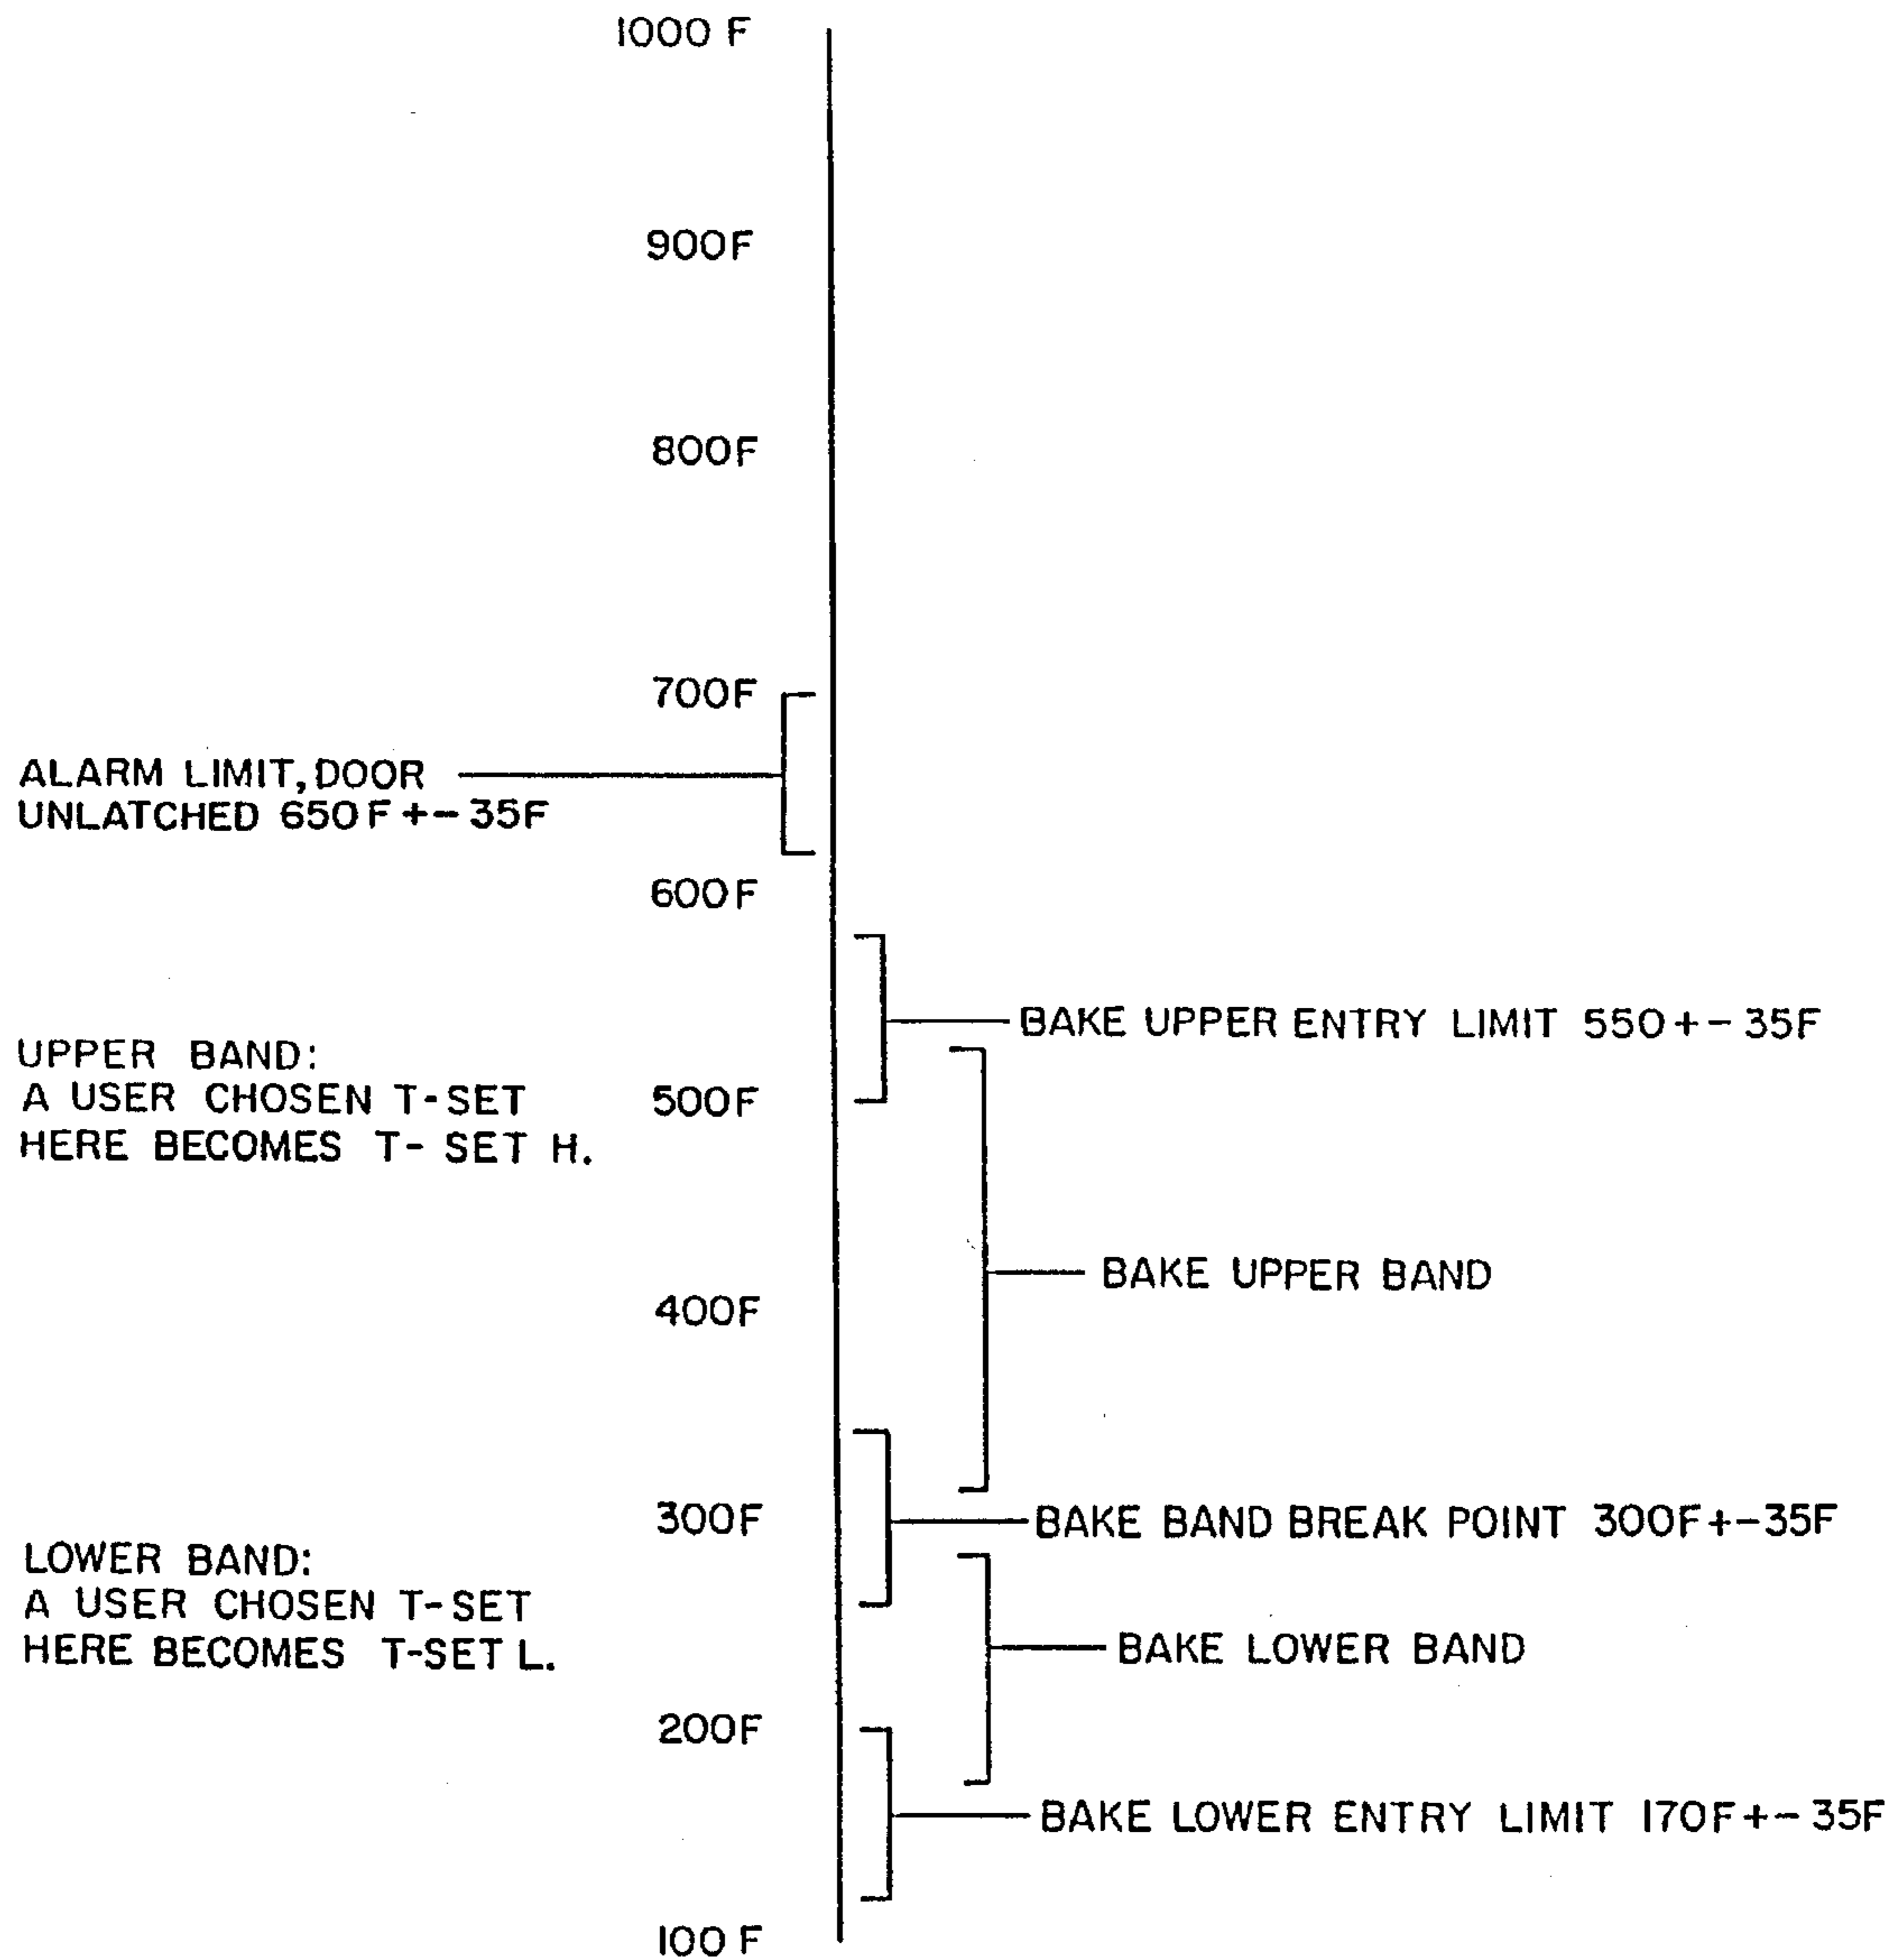 1000 F
900F
800F
700F
ALARM LIMIT, DOOR
UNLATCHED 650F +- 35F
600F
BAKE UPPER ENTRY LIMIT 550 +- 35F
UPPER BAND:
A USER CHOSEN T-SET
HERE BECOMES T- SET H.
500F
BAKE UPPER BAND
400F
300F
BAKE BAND BREAK POINT 300F +- 35F
LOWER BAND:
A USER CHOSEN T-SET
HERE BECOMES T-SET L.
BAKE LOWER BAND
200F
BAKE LOWER ENTRY LIMIT 170F +- 35F
100 F